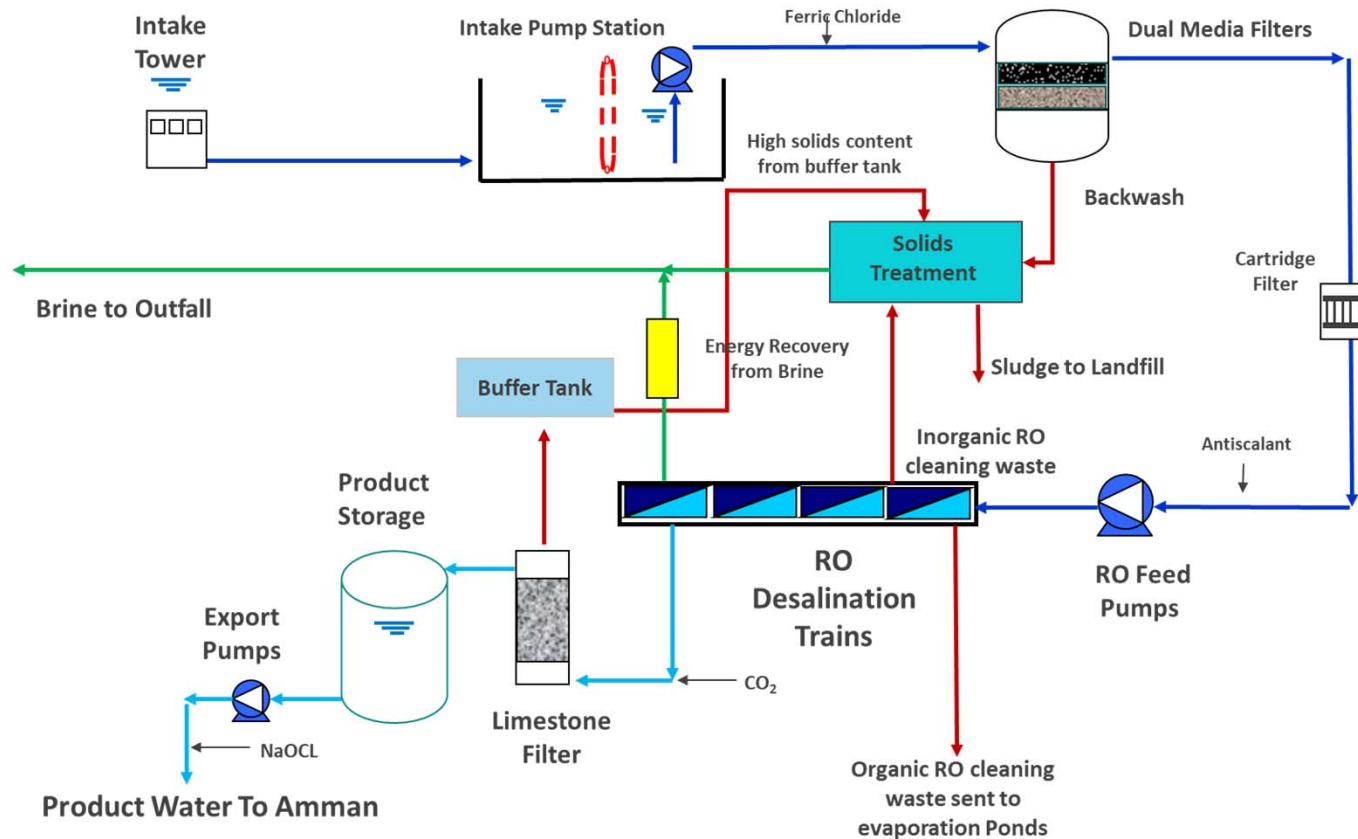 Intake
Tower
Intake Pump Station
Ferric Chloride
Dual Media Filters
High solids content
from buffer tank
Backwash
Solids
Treatment
Cartridge
Filter
Brine to Outfall
Energy Recovery
from Brine
Sludge to Landfill
Buffer Tank
Inorganic RO
cleaning waste
Antiscalant
Product
Storage
RO
Desalination
Trains
RO Feed
Pumps
Export
Pumps
CO₂
Limestone
Filter
NaOCL
Product Water To Amman
Organic RO cleaning
waste sent to
evaporation Ponds